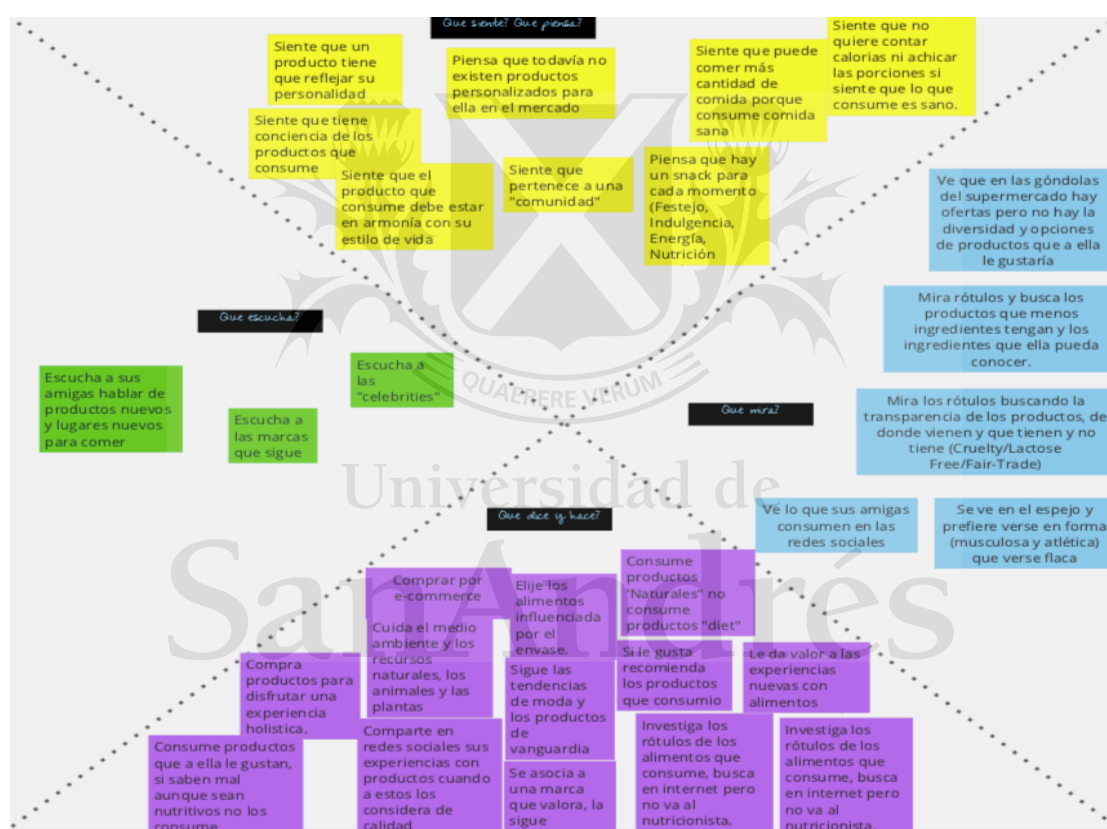 Que siente? Que piensa?
Siente que un
producto tiene
que reflejar su
personalidad
Piensa que todavía no
existen productos
personalizados para
ella en el mercado
Siente que puede
comer más
cantidad de
comida porque
consume comida
sana
Siente que no
quiere contar
calorias ni achicar
las porciones si
siente que lo que
consume es sano.
Siente que tiene
conciencia de los
productos que
consume
Siente que el
producto que
consume debe estar
en armonía con su
estilo de vida
Siente que
pertenece a una
"comunidad"
Piensa que hay
un snack para
cada momento
(Festejo,
Indulgencia,
Energía,
Nutrición
Ve que en las góndolas
del supermercado hay
ofertas pero no hay la
diversidad y opciones
de productos que a ella
le gustaría
Que escucha?
Mira rótulos y busca los
productos que menos
ingredientes tengan y los
ingredientes que ella pueda
conocer.
Escucha a sus
amigas hablar de
productos nuevos
y lugares nuevos
para comer
Escucha a
las
"celebrities"
Escucha a
las marcas
que sigue
QUAERERE VERUM
Que mira?
Mira los rótulos buscando la
transparencia de los productos, de
donde vienen y que tienen y no
tiene (Cruelty/Lactose
Free/Fair-Trade)
Universidad de
SanAndrés
Que dice y hace?
Ve lo que sus amigas
consumen en las
redes sociales
Se ve en el espejo y
prefiere verse en forma
(musculosa y atlética)
que verse flaca
Comprar por
e-commerce
Elije los
alimentos
influenciada
por el
envase.
Consume
productos
'Naturales" no
consume
productos "diet"
Cuida el medio
ambiente y los
recursos
naturales, los
animales y las
plantas
Compra
productos para
disfrutar una
experiencia
holistica.
Sigue las
tendencias
de moda y
los productos
de
vanguardia
Si le gusta
recomienda
los productos
que consumio
Le da valor a las
experiencias
nuevas con
alimentos
Consume productos
que a ella le gustan,
si saben mal
aunque sean
nutritivos no los
consume
Comparte en
redes sociales sus
experiencias con
productos cuando
a estos los
considera de
calidad
Se asocia a
una marca
que valora, la
sigue
Investiga los
rótulos de los
alimentos que
consume, busca
en internet pero
no va al
nutricionista.
Investiga los
rótulos de los
alimentos que
consume, busca
en internet pero
no va al
nutricionista.